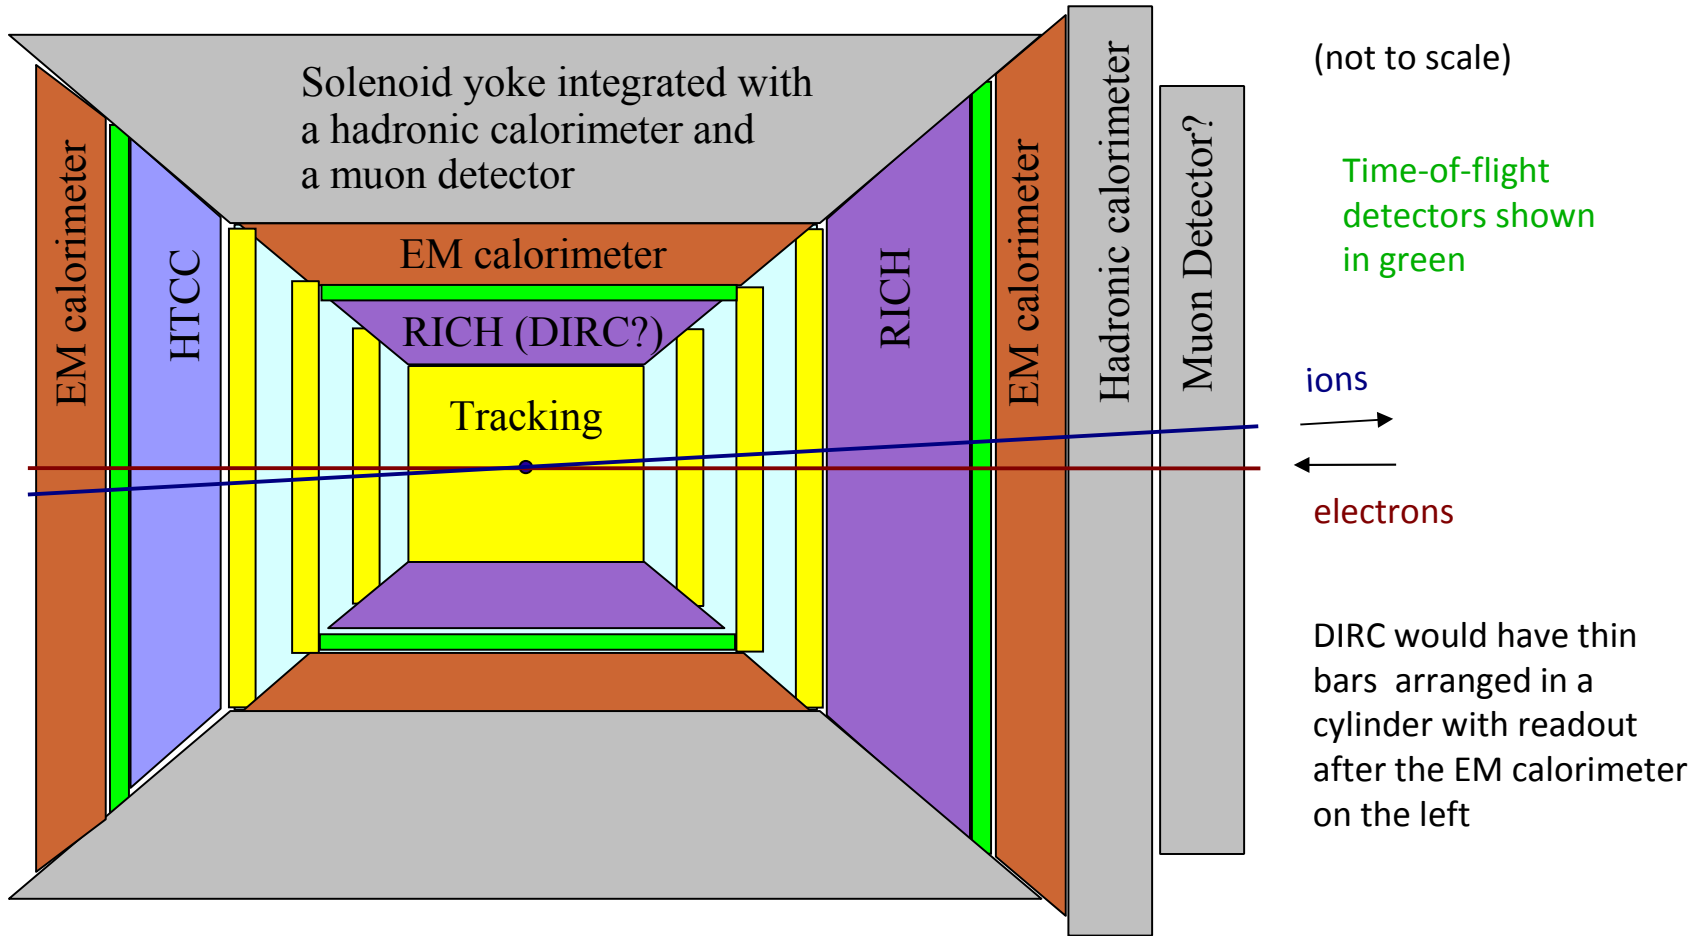 Solenoid yoke integrated with
a hadronic calorimeter and
a muon detector
EM calorimeter
HTCC
EM calorimeter
RICH (DIRC?)
Tracking
RICH
EM calorimeter
Hadronic calorimeter
Muon Detector?
(not to scale)
Time-of-flight
detectors shown
in green
ions
electrons
DIRC would have thin
bars arranged in a
cylinder with readout
after the EM calorimeter
on the left